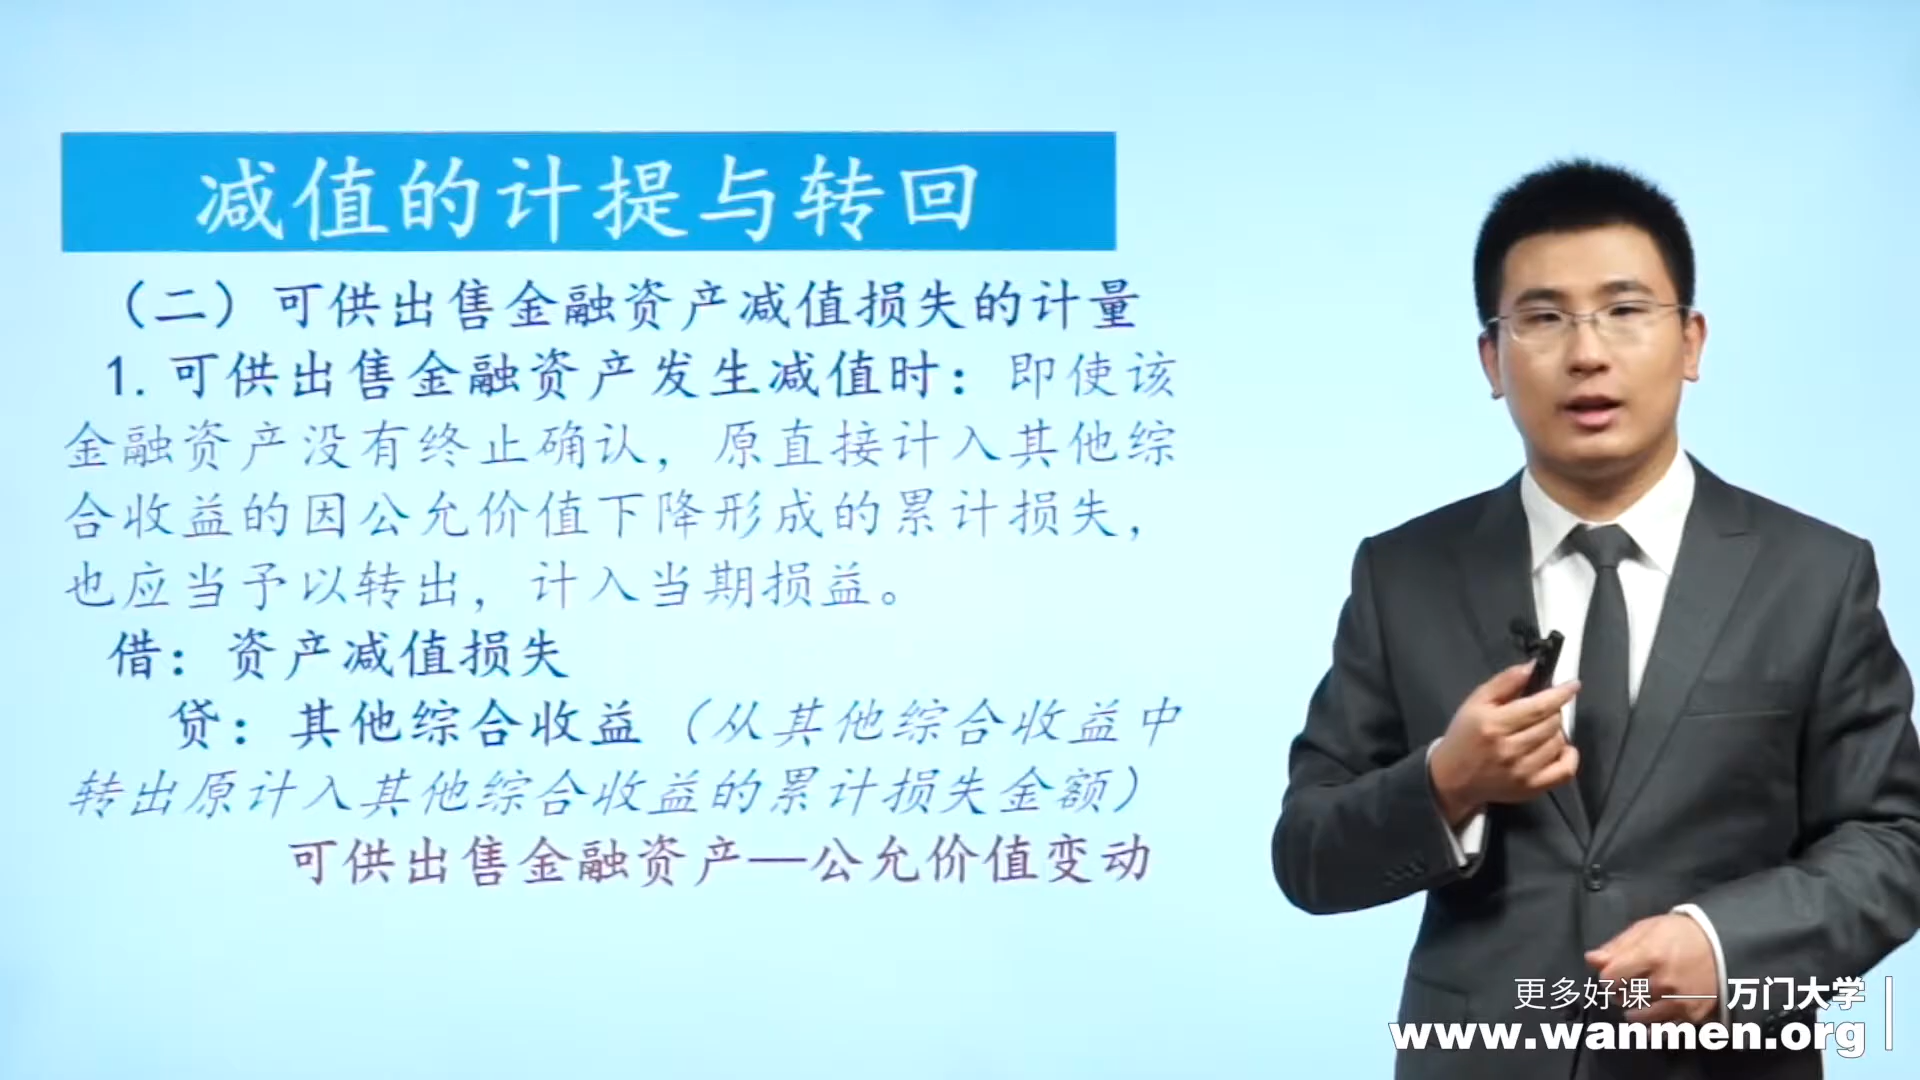 减值的计提与转回
（二）可供出售金融资产减值损失的计量
1.可供出售金融资产发生减值时：即使该
金融资产没有终止确认，原直接计入其他综
合收益的因公允价值下降形成的累计损失，
也应当予以转出，计入当期损益。
借：资产减值损失
贷：其他综合收益（从其他综合收益中
转出原计入其他综合收益的累计损失金额）
可供出售金融资产—公允价值变动
更多好课 —— 万门大学
www.wanmen.org